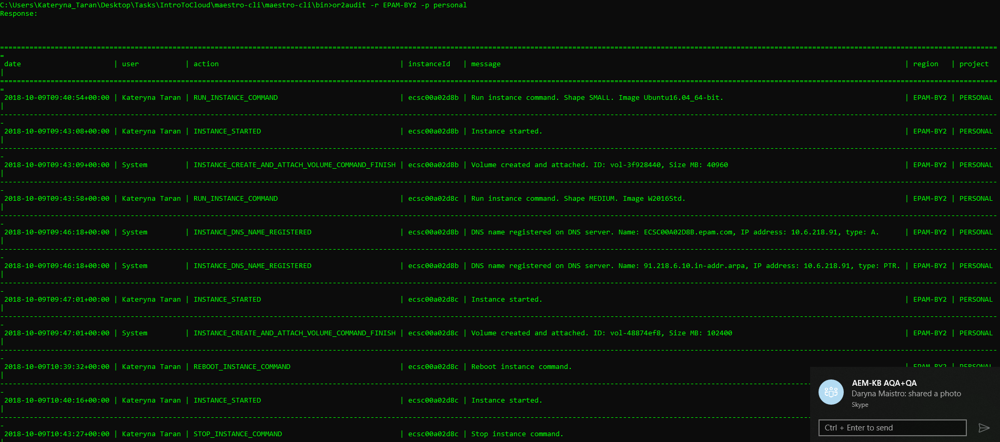 C:\Users\Kateryna_Taran\Desktop\Tasks\IntroToCloud\maestro-cli\maestro-cli\bin>or2audit -r EPAM-BY2 -p personal
Response:
date | user | action | instanceId | message | region | project |
2018-10-09T09:40:54+00:00 | Kateryna Taran | RUN_INSTANCE_COMMAND | ecsc00a02d8b | Run instance command. Shape SMALL. Image Ubuntu16.04_64-bit. | EPAM-BY2 | PERSONAL |
2018-10-09T09:43:08+00:00 | Kateryna Taran | INSTANCE_STARTED | ecsc00a02d8b | Instance started. | EPAM-BY2 | PERSONAL |
2018-10-09T09:43:09+00:00 | System | INSTANCE_CREATE_AND_ATTACH_VOLUME_COMMAND_FINISH | ecsc00a02d8b | Volume created and attached. ID: vol-3f928440, Size MB: 40960 | EPAM-BY2 | PERSONAL |
2018-10-09T09:43:58+00:00 | Kateryna Taran | RUN_INSTANCE_COMMAND | ecsc00a02d8c | Run instance command. Shape MEDIUM. Image W2016Std. | EPAM-BY2 | PERSONAL |
2018-10-09T09:46:18+00:00 | System | INSTANCE_DNS_NAME_REGISTERED | ecsc00a02d8b | DNS name registered on DNS server. Name: ECSC00A02D8B.epam.com, IP address: 10.6.218.91, type: A. | EPAM-BY2 | PERSONAL |
2018-10-09T09:46:18+00:00 | System | INSTANCE_DNS_NAME_REGISTERED | ecsc00a02d8b | DNS name registered on DNS server. Name: 91.218.6.10.in-addr.arpa, IP address: 10.6.218.91, type: PTR. | EPAM-BY2 | PERSONAL |
2018-10-09T09:47:01+00:00 | Kateryna Taran | INSTANCE_STARTED | ecsc00a02d8c | Instance started. | EPAM-BY2 | PERSONAL |
2018-10-09T09:47:01+00:00 | System | INSTANCE_CREATE_AND_ATTACH_VOLUME_COMMAND_FINISH | ecsc00a02d8c | Volume created and attached. ID: vol-48874ef8, Size MB: 102400 | EPAM-BY2 | PERSONAL |
2018-10-09T10:39:32+00:00 | Kateryna Taran | REBOOT_INSTANCE_COMMAND | ecsc00a02d8c | Reboot instance command. | EPAM-BY2 | PERSONAL |
2018-10-09T10:40:16+00:00 | Kateryna Taran | INSTANCE_STARTED | ecsc00a02d8c | Instance started.
2018-10-09T10:43:27+00:00 | Kateryna Taran | STOP_INSTANCE_COMMAND | ecsc00a02d8c | Stop instance command.
AEM-KB AQA+QA
Daryna Maistro: shared a photo
Skype
Ctrl + Enter to send